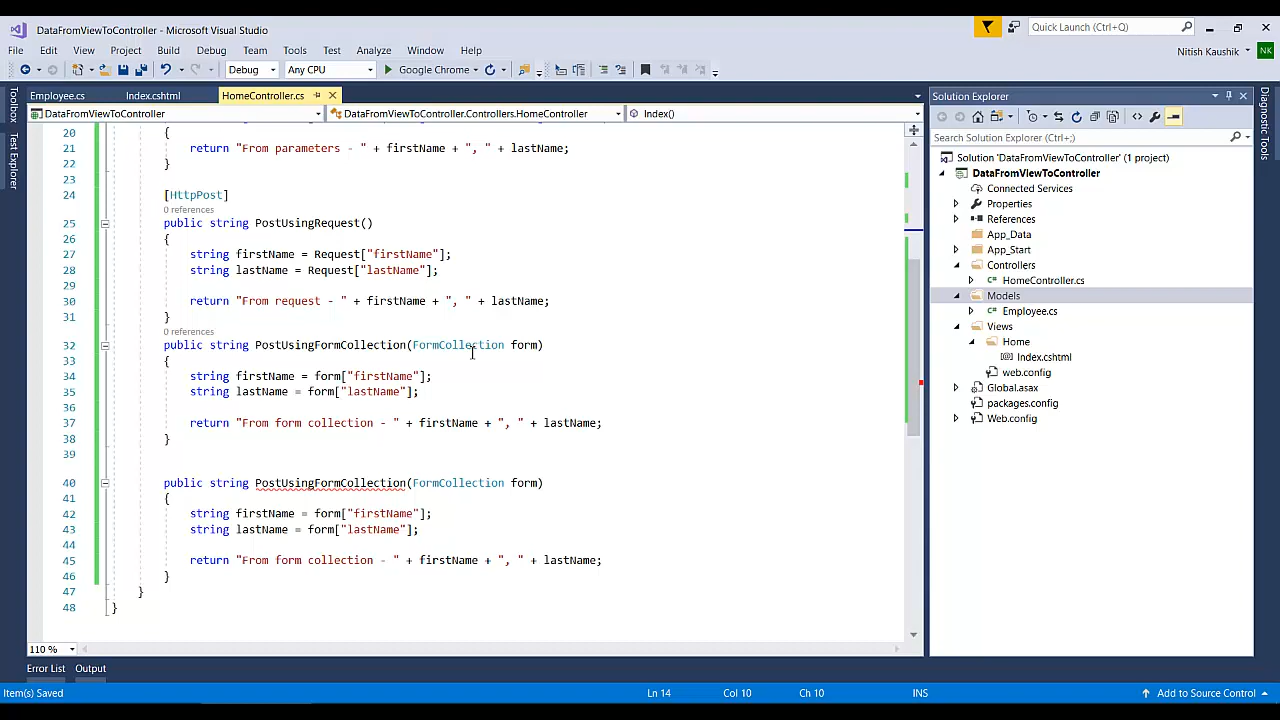 DataFromViewToController - Microsoft Visual Studio
Quick Launch (Ctrl+Q)
File Edit View Project Build Debug Team Tools Test Analyze Window Help
Nitish Kaushik NK
Debug Any CPU Google Chrome
Toolbox
Test Explorer
Employee.cs Index.cshtml HomeController.cs
DataFromViewToController DataFromViewToController.Controllers.HomeController Index()
20 {
21 return "From parameters - " + firstName + ", " + lastName;
22 }
23
24 [HttpPost]
0 references
25 public string PostUsingRequest()
26 {
27 string firstName = Request["firstName"];
28 string lastName = Request["lastName"];
29
30 return "From request - " + firstName + ", " + lastName;
31 }
0 references
32 public string PostUsingFormCollection(FormCollection form)
33 {
34 string firstName = form["firstName"];
35 string lastName = form["lastName"];
36
37 return "From form collection - " + firstName + ", " + lastName;
38 }
39
40 public string PostUsingFormCollection(FormCollection form)
41 {
42 string firstName = form["firstName"];
43 string lastName = form["lastName"];
44
45 return "From form collection - " + firstName + ", " + lastName;
46 }
47 }
48 }
110 %
Solution Explorer
Search Solution Explorer (Ctrl+;)
Solution 'DataFromViewToController' (1 project)
DataFromViewToController
Connected Services
Properties
References
App_Data
App_Start
Controllers
C# HomeController.cs
Models
C# Employee.cs
Views
Home
Index.cshtml
web.config
Global.asax
packages.config
Web.config
Diagnostic Tools
Error List Output
Item(s) Saved Ln 14 Col 10 Ch 10 INS Add to Source Control